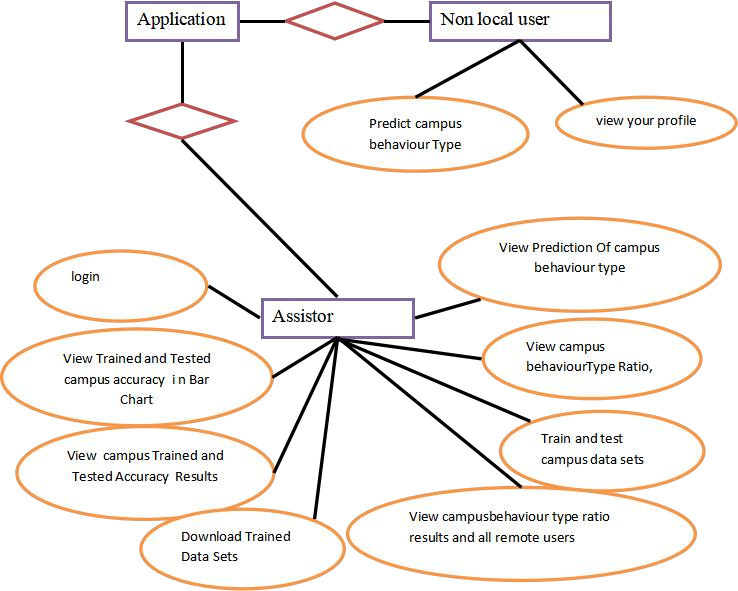 Application
Non local user
Predict campus
behaviour Type
view your profile
View Prediction Of campus
behaviour type
login
Assistor
View campus
behaviourType Ratio,
View Trained and Tested
campus accuracy i n Bar
Chart
Train and test
campus data sets
View campus Trained and
Tested Accuracy Results
View campusbehaviour type ratio
results and all remote users
Download Trained
Data Sets